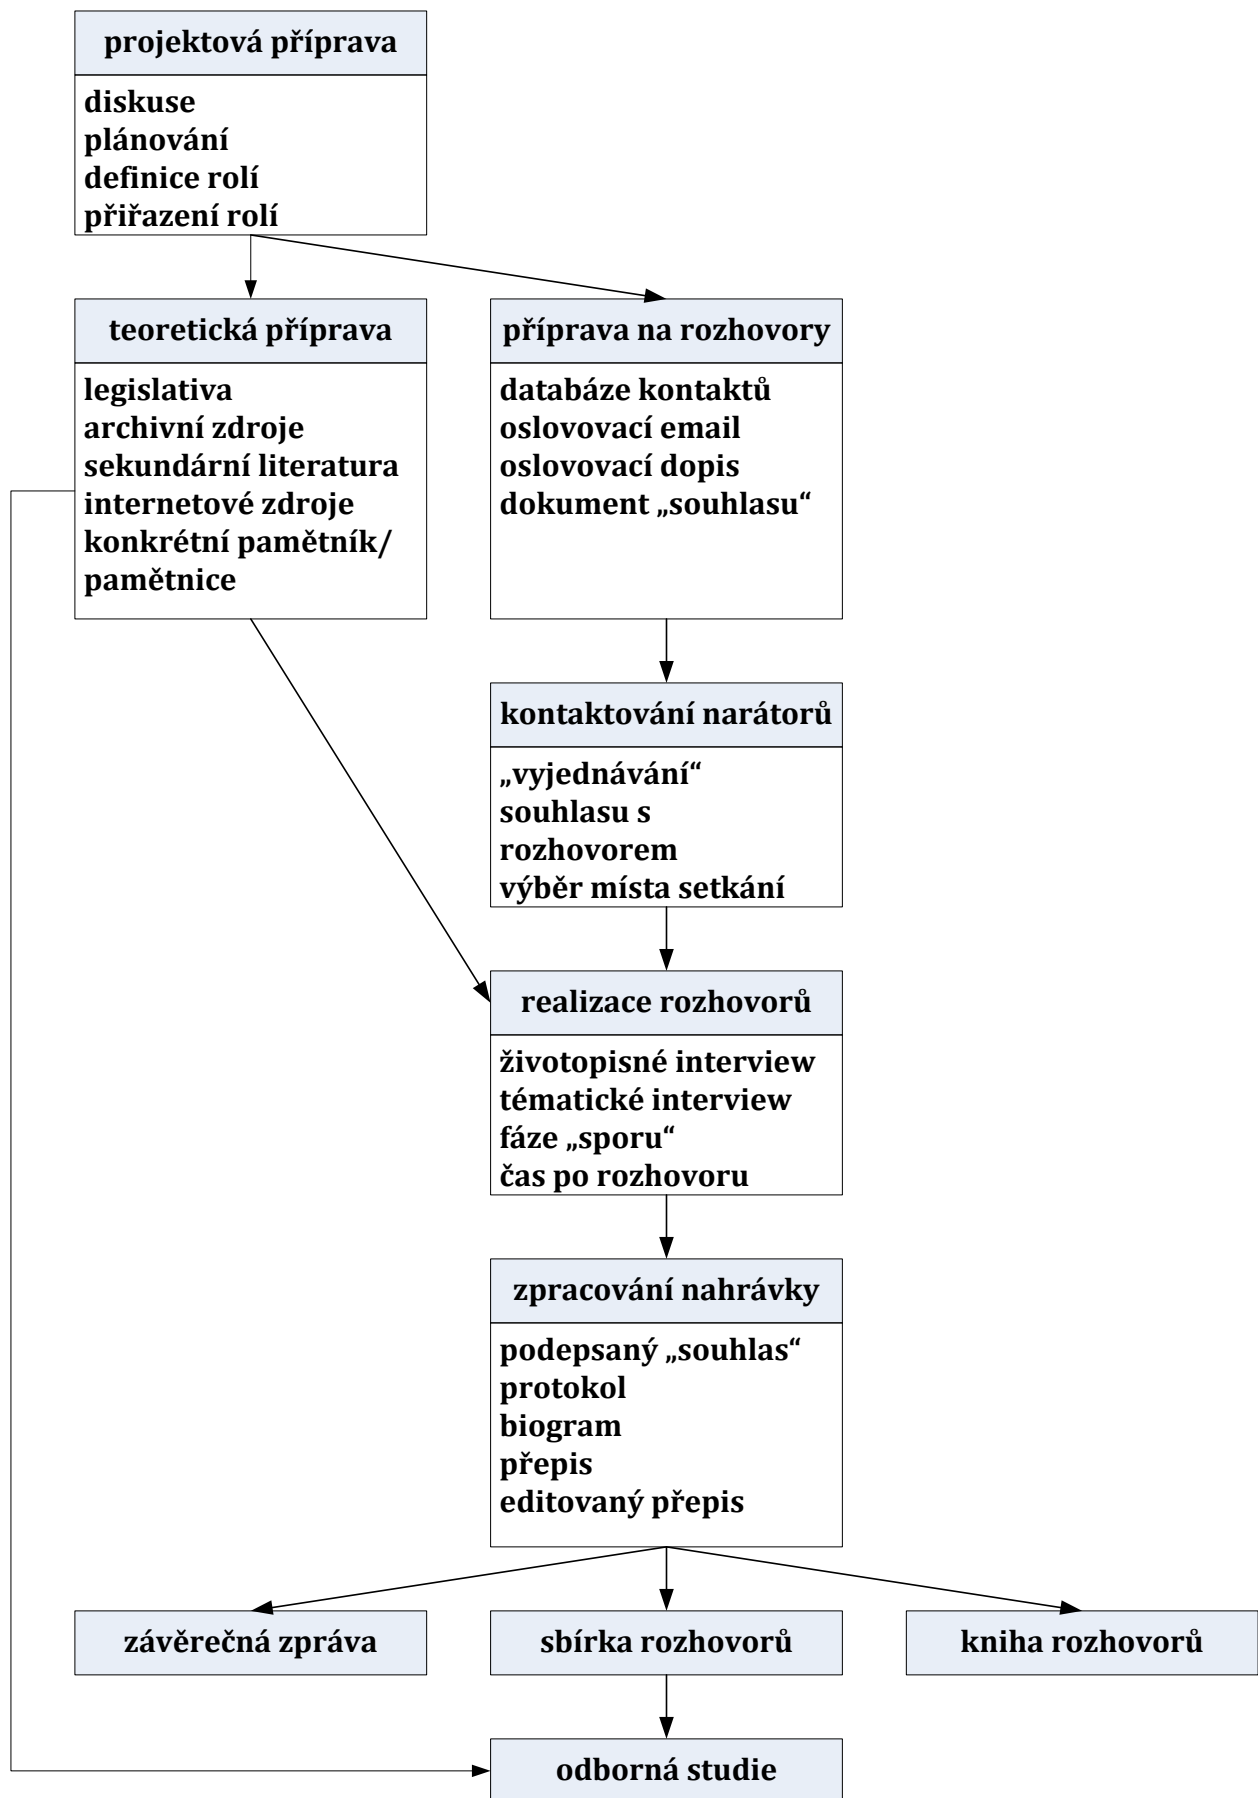 projektová příprava
diskuse
plánování
definice rolí
přiřazení rolí
teoretická příprava
legislativa
archivní zdroje
sekundární literatura
internetové zdroje
konkrétní pamětník/
pamětnice
příprava na rozhovory
databáze kontaktů
oslovovací email
oslovovací dopis
dokument „souhlasu“
kontaktování narátorů
„vyjednávání“
souhlasu s
rozhovorem
výběr místa setkání
realizace rozhovorů
životopisné interview
tématické interview
fáze „sporu“
čas po rozhovoru
zpracování nahrávky
podepsaný „souhlas“
protokol
biogram
přepis
editovaný přepis
závěrečná zpráva
sbírka rozhovorů
kniha rozhovorů
odborná studie